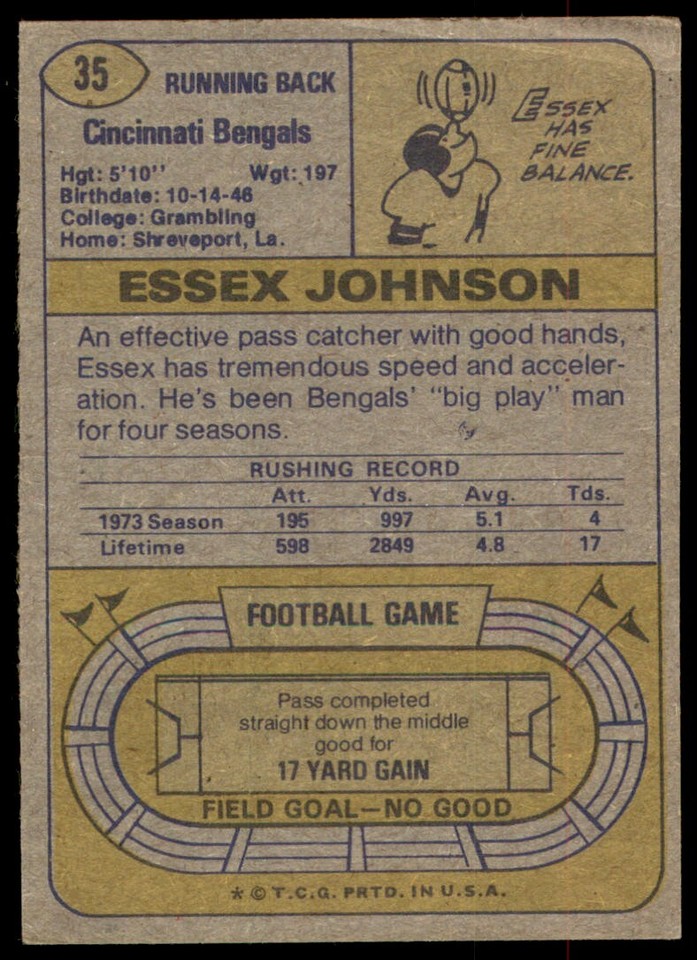 35
RUNNING BACK
Cincinnati Bengals
Hgt: 5'10'' Wgt: 197
Birthdate: 10-14-46
College: Grambling
Home: Shreveport, La.
ESSEX
HAS
FINE
BALANCE.
ESSEX JOHNSON
An effective pass catcher with good hands,
Essex has tremendous speed and acceler-
ation. He's been Bengals' "big play" man
for four seasons.
RUSHING RECORD
Att. Yds. Avg. Tds.
1973 Season 195 997 5.1 4
Lifetime 598 2849 4.8 17
FOOTBALL GAME
Pass completed
straight down the middle
good for
17 YARD GAIN
FIELD GOAL—NO GOOD
* © T.C.G. PRTD. IN U.S.A.